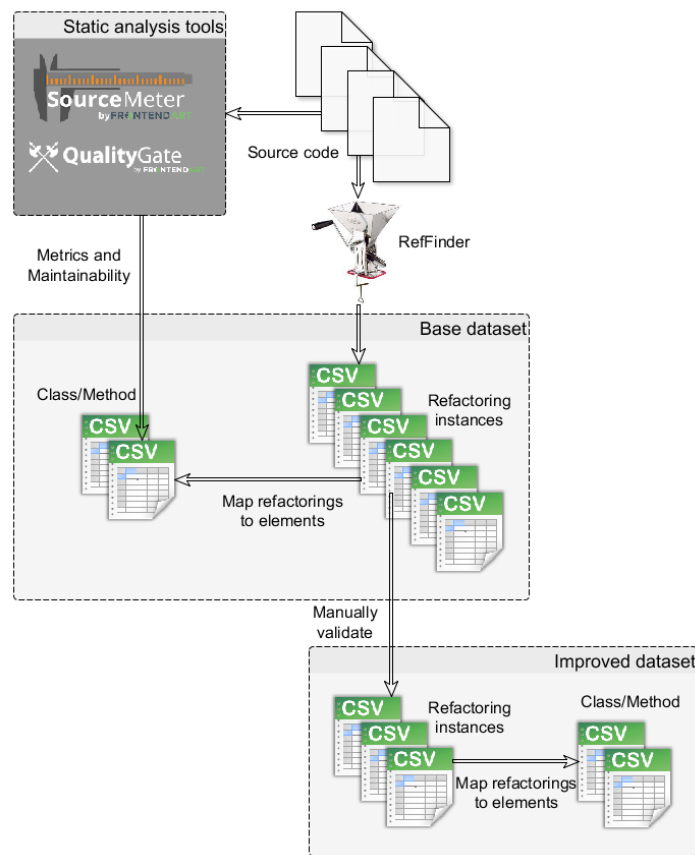 Static analysis tools
SourceMeter
by FRONTENDART
QualityGate
by FRONTENDART
Source code
RefFinder
Metrics and
Maintainability
Base dataset
Class/Method
CSV
CSV
CSV
CSV
CSV
CSV
CSV
CSV
Refactoring
instances
Map refactorings
to elements
Manually
validate
Improved dataset
CSV
CSV
CSV
Refactoring
instances
Map refactorings
to elements
Class/Method
CSV
CSV